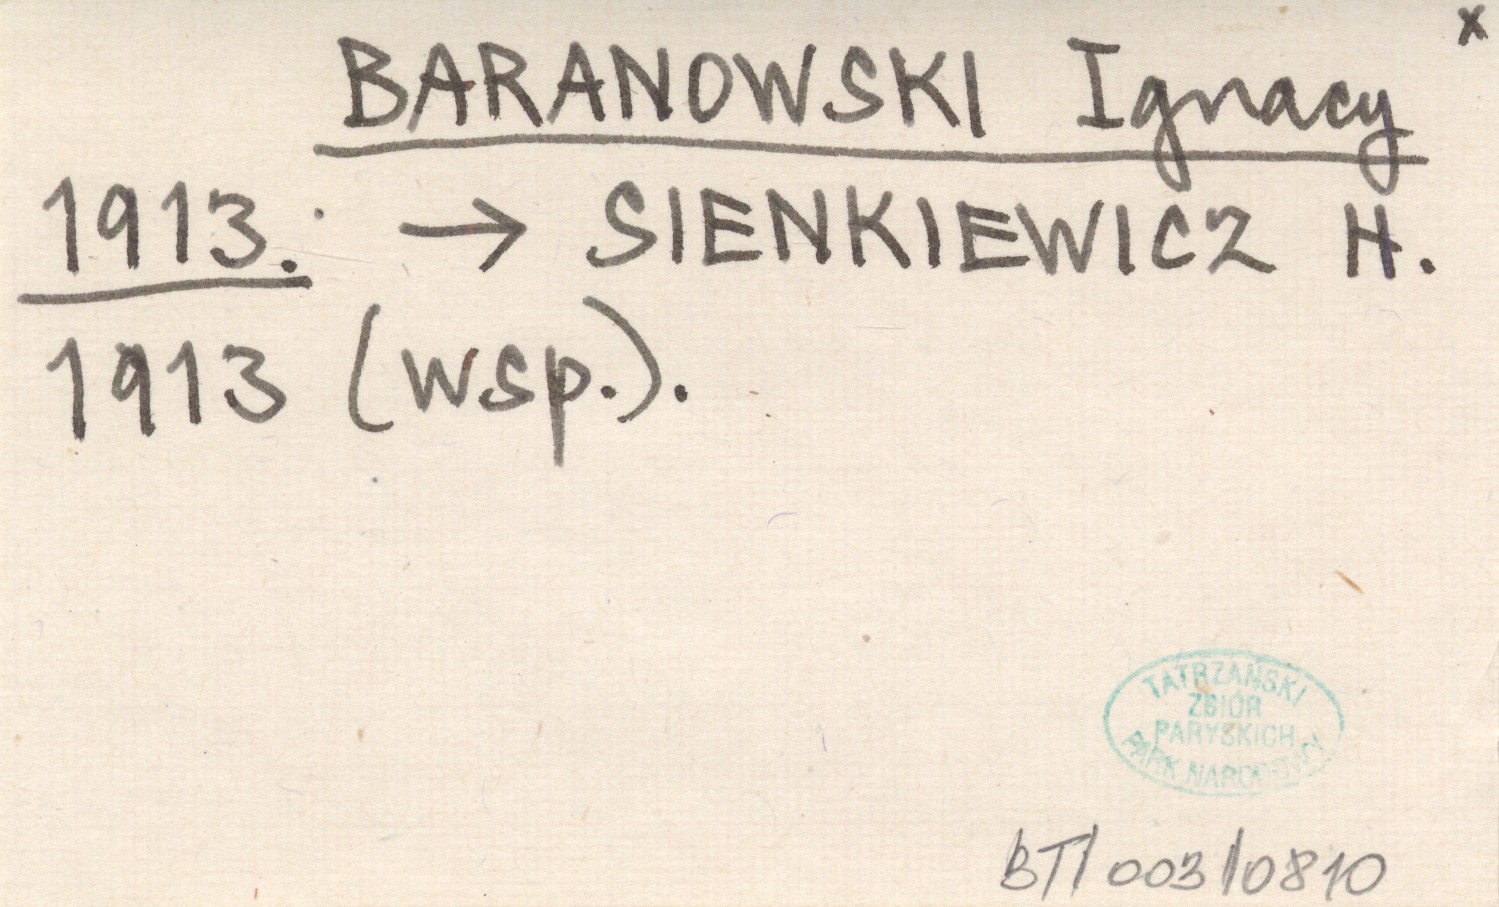 x
BARANOWSKI Ignacy
1913. → SIENKIEWICZ H.
1913 (wsp.).
TATRZAŃSKI
ZBIÓR
PARYSKICH
PARK NARODOWY
BT/003/0810